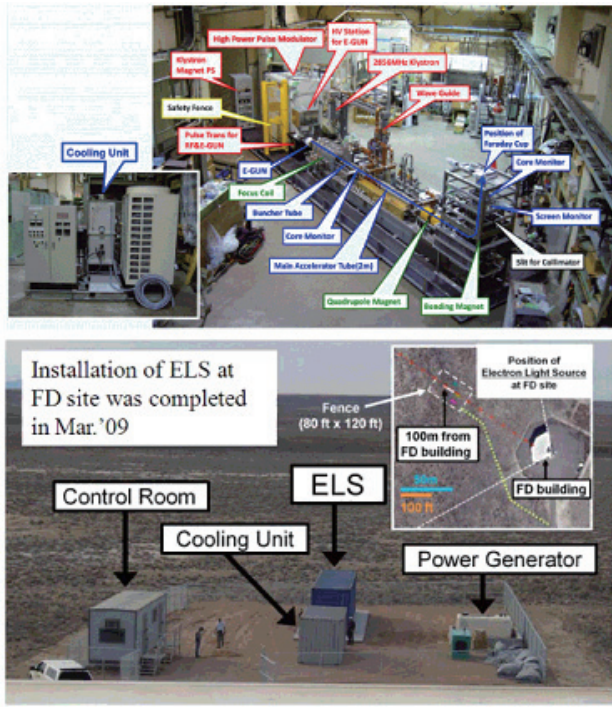 High Power Pulse Modulator
HV Station
for E-GUN
Klystron
Magnet PS
2856MHz Klystron
Safety Fence
Wave Guide
Pulse Trans for
RF&E-GUN
Position of
Faraday Cup
Cooling Unit
Core Monitor
E-GUN
Focus Coil
Screen Monitor
Buncher Tube
Core Monitor
Slit for Collimator
Main Accelerator Tube(2m)
Quadrupole Magnet
Bending Magnet
Installation of ELS at
FD site was completed
in Mar.'09
Position of
Electron Light Source
at FD site
Fence
(80 ft x 120 ft)
100m from
FD building
50m
100 ft
FD building
ELS
Control Room
Cooling Unit
Power Generator